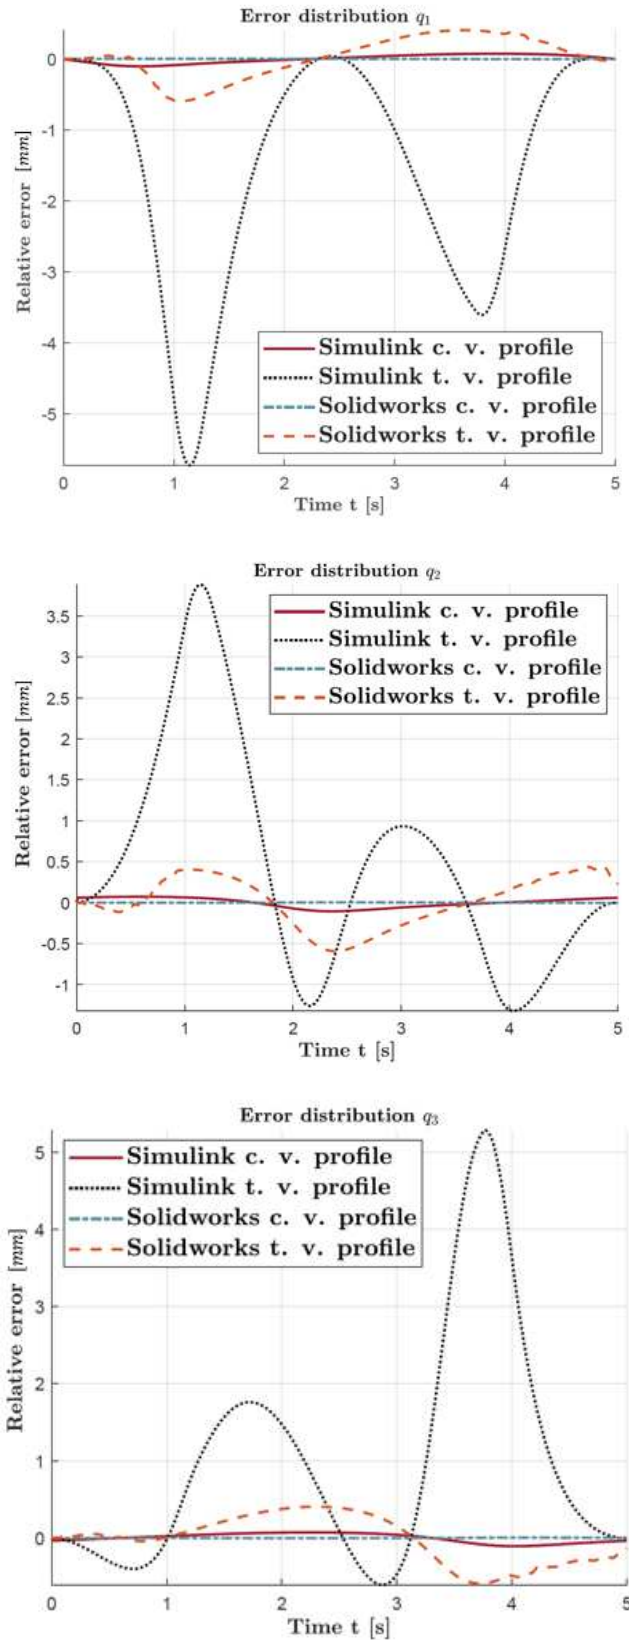 Error distribution q₁
Relative error [mm]
0
-1
-2
-3
-4
-5
Simulink c. v. profile
Simulink t. v. profile
Solidworks c. v. profile
Solidworks t. v. profile
0 1 2 3 4 5
Time t [s]
Error distribution q₂
Relative error [mm]
3.5
3
2.5
2
1.5
1
0.5
0
-0.5
-1
Simulink c. v. profile
Simulink t. v. profile
Solidworks c. v. profile
Solidworks t. v. profile
0 1 2 3 4 5
Time t [s]
Error distribution q₃
Relative error [mm]
5
4
3
2
1
0
Simulink c. v. profile
Simulink t. v. profile
Solidworks c. v. profile
Solidworks t. v. profile
0 1 2 3 4 5
Time t [s]